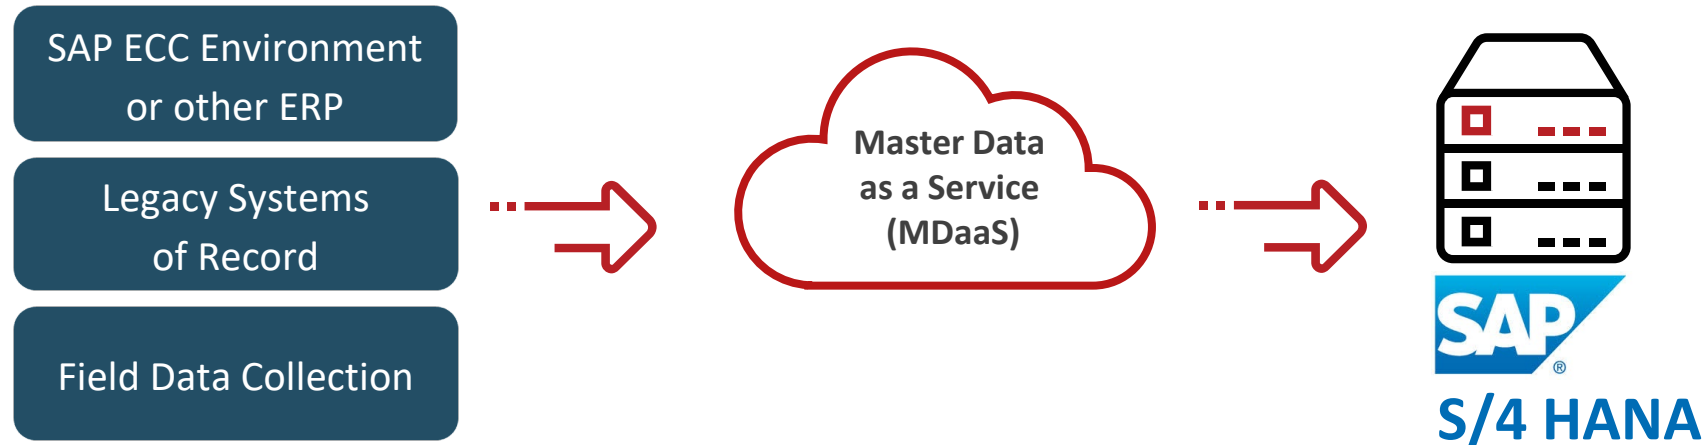 SAP ECC Environment
or other ERP
Legacy Systems
of Record
Field Data Collection
Master Data
as a Service
(MDaaS)
SAP
®
S/4 HANA